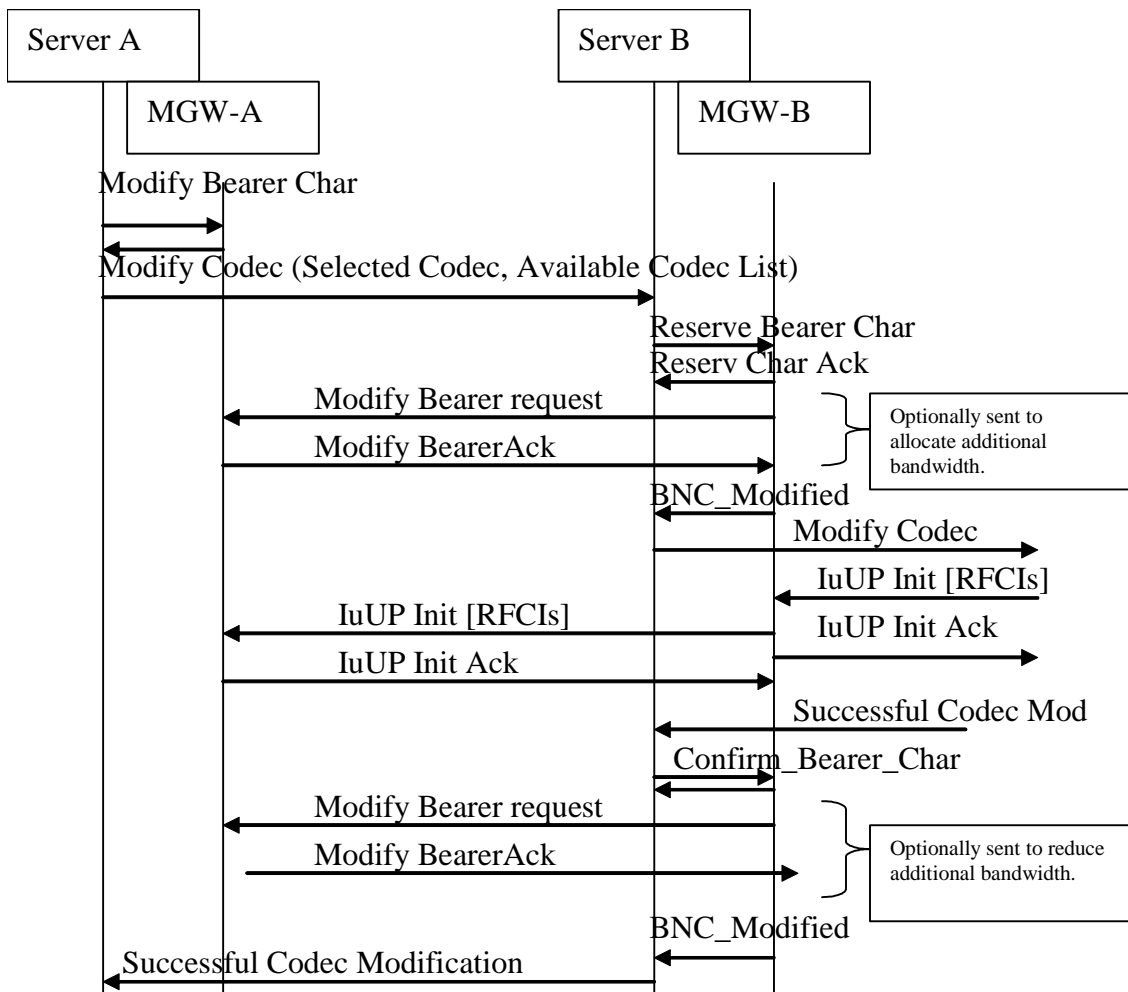 Server A
Server B
MGW-A
MGW-B
Modify Bearer Char
Modify Codec (Selected Codec, Available Codec List)
Reserve Bearer Char
Reserv Char Ack
Modify Bearer request
Optionally sent to
allocate additional
bandwidth.
Modify BearerAck
BNC_Modified
Modify Codec
IuUP Init [RFCIs]
IuUP Init [RFCIs]
IuUP Init Ack
IuUP Init Ack
Successful Codec Mod
Confirm_Bearer_Char
Modify Bearer request
Modify BearerAck
Optionally sent to reduce
additional bandwidth.
BNC_Modified
Successful Codec Modification